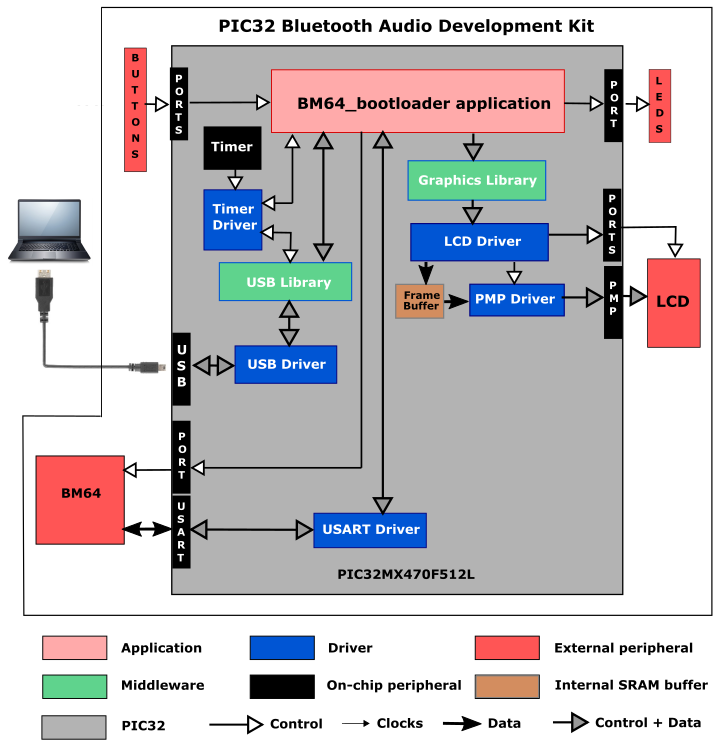 PIC32 Bluetooth Audio Development Kit
BUTTONS
PORTS
BM64_bootloader application
PORT
LEDS
Timer
Graphics Library
Timer
Driver
LCD Driver
PORTS
USB Library
Frame
Buffer
PMP Driver
PMP
LCD
USB
USB Driver
PORT
BM64
USART
USART Driver
PIC32MX470F512L
Application
Driver
External peripheral
Middleware
On-chip peripheral
Internal SRAM buffer
PIC32
Control
Clocks
Data
Control + Data